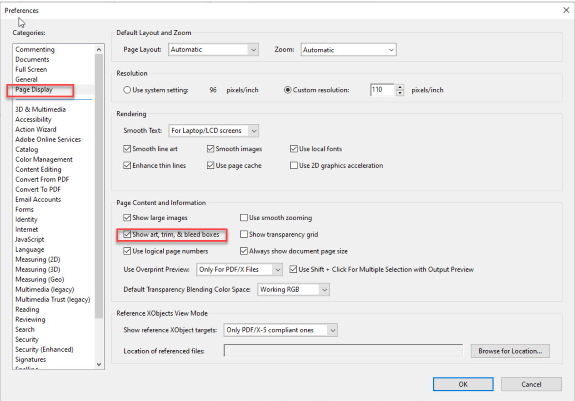 Preferences
Categories:
Commenting
Documents
Full Screen
General
Page Display
3D & Multimedia
Accessibility
Action Wizard
Adobe Online Services
Catalog
Color Management
Content Editing
Convert From PDF
Convert To PDF
Email Accounts
Forms
Identity
Internet
JavaScript
Language
Measuring (2D)
Measuring (3D)
Measuring (Geo)
Multimedia (legacy)
Multimedia Trust (legacy)
Reading
Reviewing
Search
Security
Security (Enhanced)
Signatures
Spelling
Default Layout and Zoom
Page Layout: Automatic Zoom: Automatic
Resolution
Use system setting: 96 pixels/inch Custom resolution: 110 pixels/inch
Rendering
Smooth Text: For Laptop/LCD screens
Smooth line art Smooth images Use local fonts
Enhance thin lines Use page cache Use 2D graphics acceleration
Page Content and Information
Show large images Use smooth zooming
Show art, trim, & bleed boxes Show transparency grid
Use logical page numbers Always show document page size
Use Overprint Preview: Only For PDF/X Files Use Shift + Click For Multiple Selection with Output Preview
Default Transparency Blending Color Space: Working RGB
Reference XObjects View Mode
Show reference XObject targets: Only PDF/X-5 compliant ones
Location of referenced files: Browse for Location...
OK Cancel